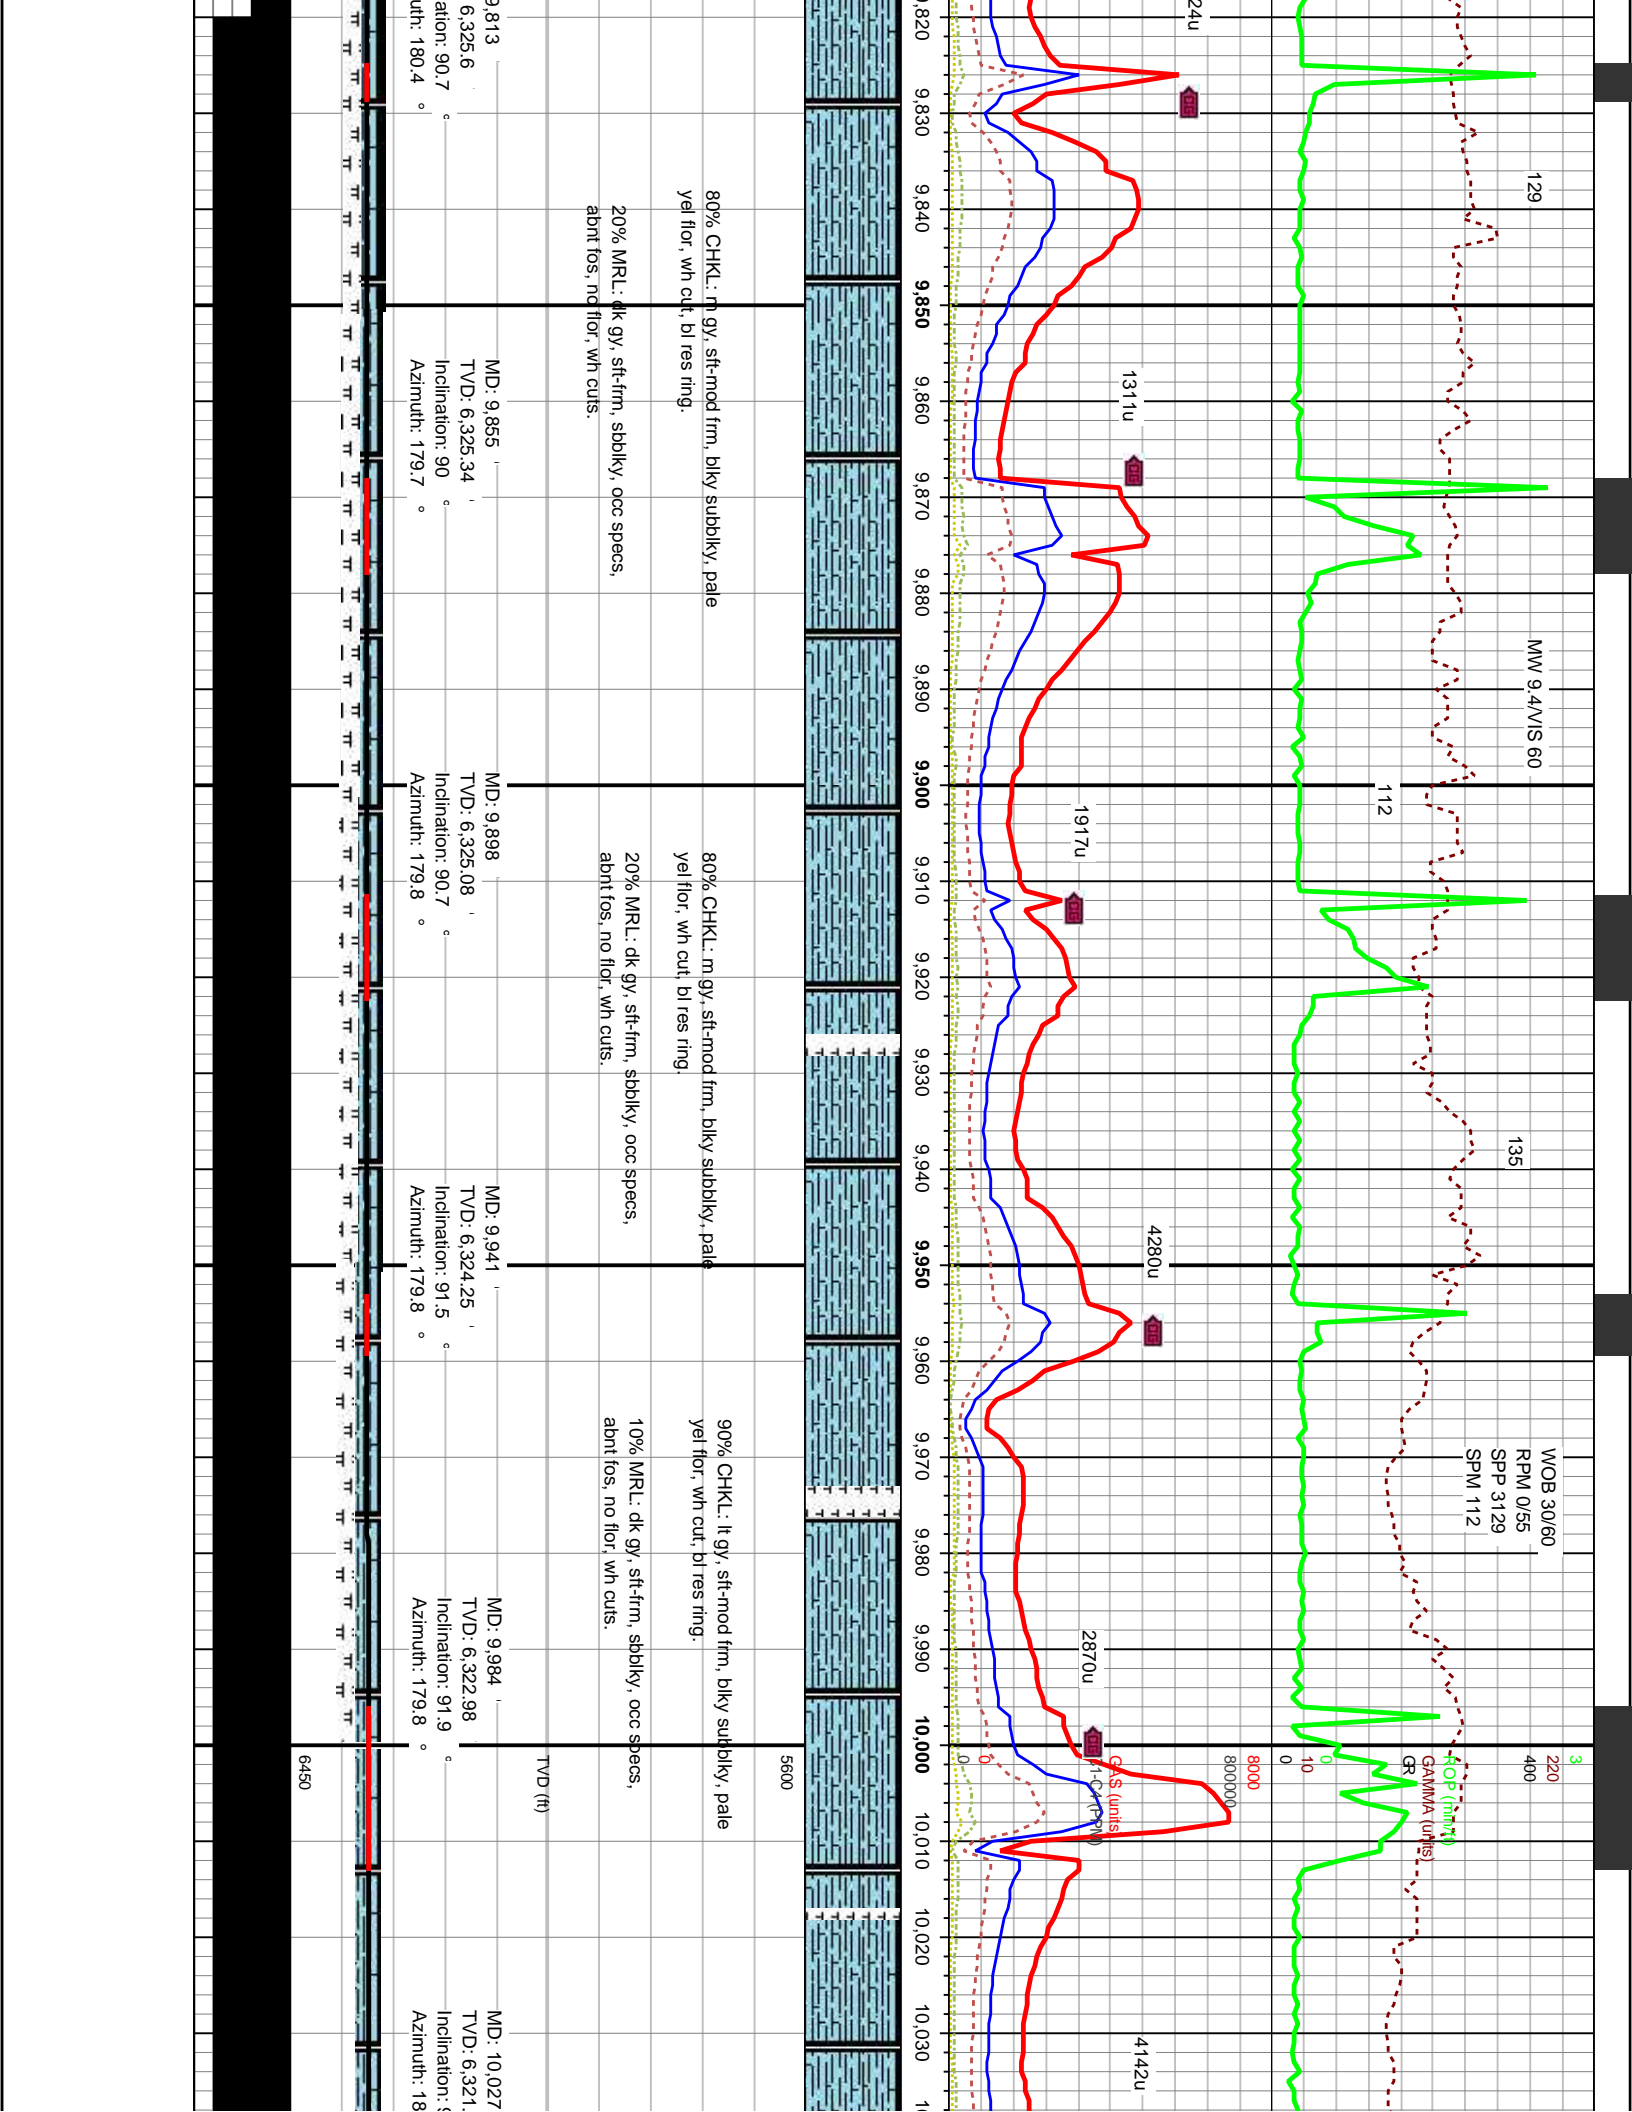 24u
129
MW 9.4/VIS 60
112
135
WOB 30/60
RPM 0/55
SPP 3129
SPM 112
1311u
1917u
4280u
2870u
4142u
3
ROP (min/ft)
0
220
GAMMA (units)
10
400
GR
0
8000
GAS (units)
0
800000
C1-C4 (PPM)
0
9,820
9,830
9,840
9,850
9,860
9,870
9,880
9,890
9,900
9,910
9,920
9,930
9,940
9,950
9,960
9,970
9,980
9,990
10,000
10,010
10,020
10,030
80% CHKL: m gy, sft-mod frm, blky subblky, pale
yel flor, wh cut, bl res ring.
20% MRL: dk gy, sft-frm, sbblky, occ specs,
abnt fos, no flor, wh cuts.
80% CHKL: m gy, sft-mod frm, blky subblky, pale
yel flor, wh cut, bl res ring.
20% MRL: dk gy, sft-frm, sbblky, occ specs,
abnt fos, no flor, wh cuts.
90% CHKL: lt gy, sft-mod frm, blky subblky, pale
yel flor, wh cut, bl res ring.
10% MRL: dk gy, sft-frm, sbblky, occ specs,
abnt fos, no flor, wh cuts.
5600
TVD (ft)
6450
9,813
6,325.6
ation: 90.7 °
uth: 180.4 °
MD: 9,855
TVD: 6,325.34 '
Inclination: 90 °
Azimuth: 179.7 °
MD: 9,898
TVD: 6,325.08 '
Inclination: 90.7 °
Azimuth: 179.8 °
MD: 9,941
TVD: 6,324.25 '
Inclination: 91.5 °
Azimuth: 179.8 °
MD: 9,984
TVD: 6,322.98 '
Inclination: 91.9 °
Azimuth: 179.8 °
MD: 10,027
TVD: 6,321.
Inclination: 9
Azimuth: 18